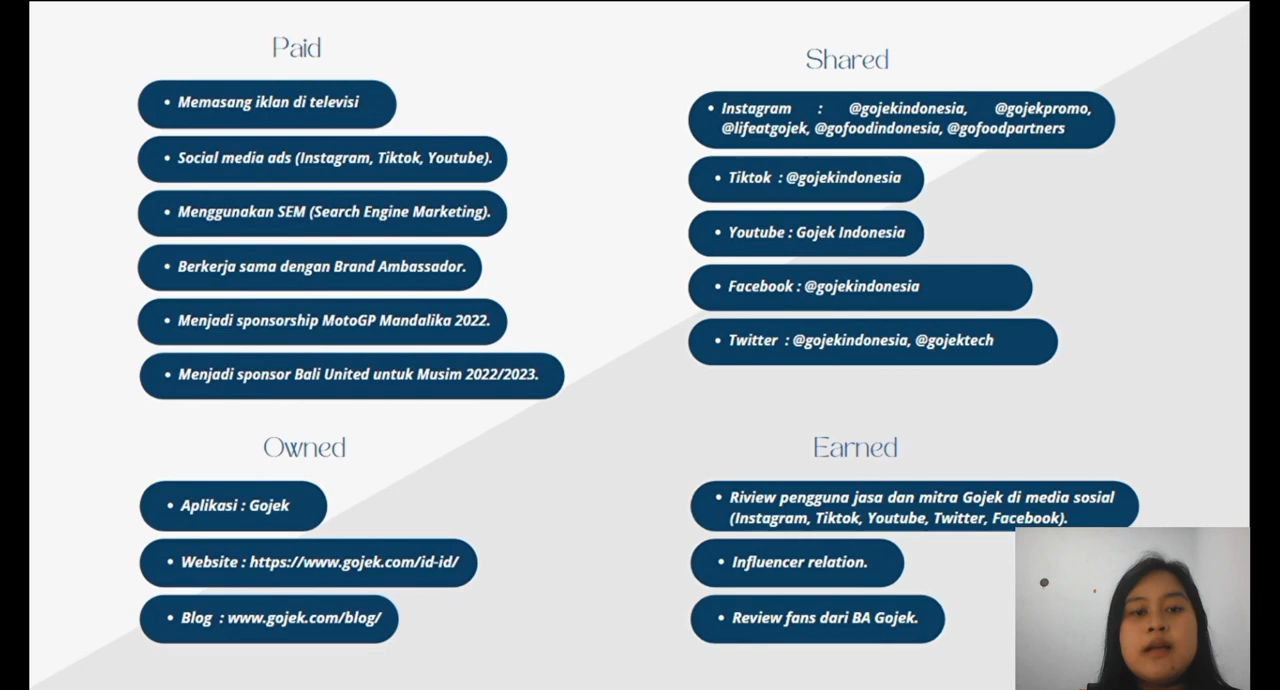 Paid
• Memasang iklan di televisi
• Social media ads (Instagram, Tiktok, Youtube).
• Menggunakan SEM (Search Engine Marketing).
• Berkerja sama dengan Brand Ambassador.
• Menjadi sponsorship MotoGP Mandalika 2022.
• Menjadi sponsor Bali United untuk Musim 2022/2023.
Shared
• Instagram : @gojekindonesia, @gojekpromo,
@lifeatgojek, @gofoodindonesia, @gofoodpartners
• Tiktok : @gojekindonesia
• Youtube : Gojek Indonesia
• Facebook : @gojekindonesia
• Twitter : @gojekindonesia, @gojektech
Owned
• Aplikasi : Gojek
• Website : https://www.gojek.com/id-id/
• Blog : www.gojek.com/blog/
Earned
• Riview pengguna jasa dan mitra Gojek di media sosial
(Instagram, Tiktok, Youtube, Twitter, Facebook).
• Influencer relation.
• Review fans dari BA Gojek.